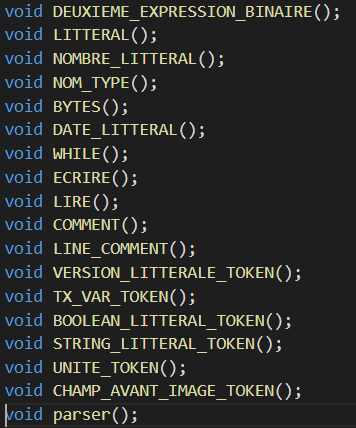 void DEUXIEME_EXPRESSION_BINAIRE();
void LITTERAL();
void NOMBRE_LITTERAL();
void NOM_TYPE();
void BYTES();
void DATE_LITTERAL();
void WHILE();
void ECRIRE();
void LIRE();
void COMMENT();
void LINE_COMMENT();
void VERSION_LITTERALE_TOKEN();
void TX_VAR_TOKEN();
void BOOLEAN_LITTRAL_TOKEN();
void STRING_LITTERAL_TOKEN();
void UNITE_TOKEN();
void CHAMP_AVANT_IMAGE_TOKEN();
void parser();